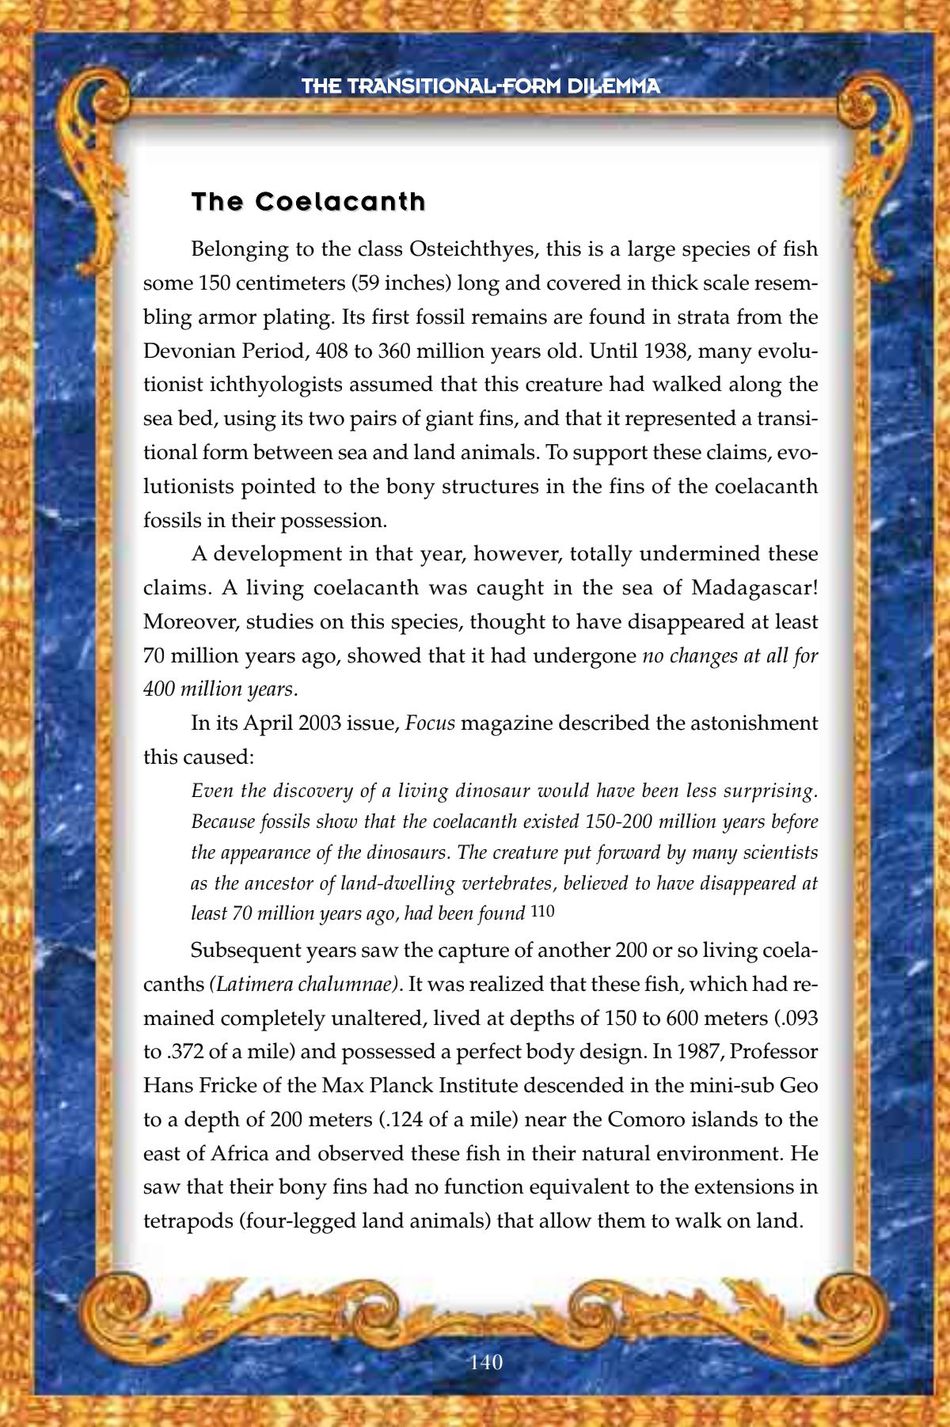 THE TRANSITIONAL-FORM DILEMMA
The Coelacanth
Belonging to the class Osteichthyes, this is a large species of fish
some 150 centimeters (59 inches) long and covered in thick scale resem-
bling armor plating. Its first fossil remains are found in strata from the
Devonian Period, 408 to 360 million years old. Until 1938, many evolu-
tionist ichthyologists assumed that this creature had walked along the
sea bed, using its two pairs of giant fins, and that it represented a transi-
tional form between sea and land animals. To support these claims, evo-
lutionists pointed to the bony structures in the fins of the coelacanth
fossils in their possession.
A development in that year, however, totally undermined these
claims. A living coelacanth was caught in the sea of Madagascar!
Moreover, studies on this species, thought to have disappeared at least
70 million years ago, showed that it had undergone no changes at all for
400 million years.
In its April 2003 issue, Focus magazine described the astonishment
this caused:
Even the discovery of a living dinosaur would have been less surprising.
Because fossils show that the coelacanth existed 150-200 million years before
the appearance of the dinosaurs. The creature put forward by many scientists
as the ancestor of land-dwelling vertebrates, believed to have disappeared at
least 70 million years ago, had been found 110
Subsequent years saw the capture of another 200 or so living coela-
canths (Latimera chalumnae). It was realized that these fish, which had re-
mained completely unaltered, lived at depths of 150 to 600 meters (.093
to .372 of a mile) and possessed a perfect body design. In 1987, Professor
Hans Fricke of the Max Planck Institute descended in the mini-sub Geo
to a depth of 200 meters (.124 of a mile) near the Comoro islands to the
east of Africa and observed these fish in their natural environment. He
saw that their bony fins had no function equivalent to the extensions in
tetrapods (four-legged land animals) that allow them to walk on land.
140